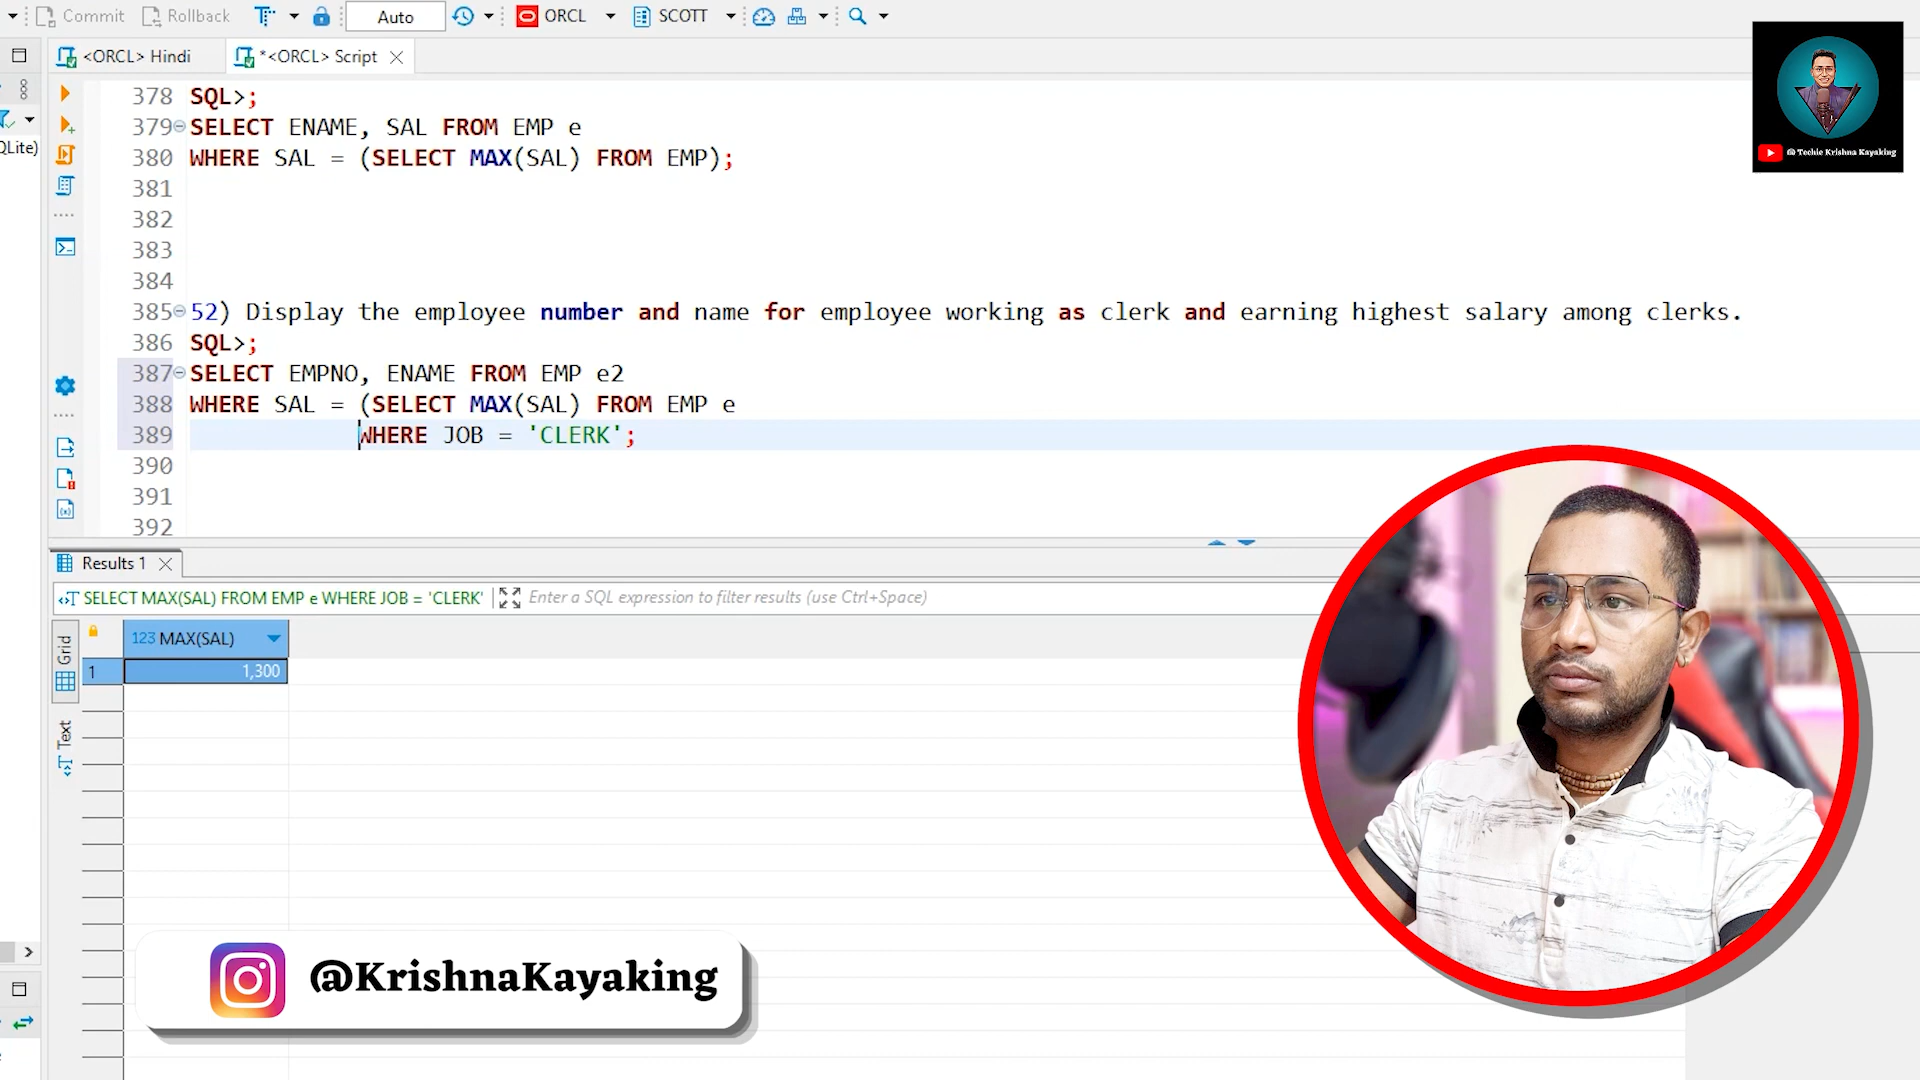 Commit
Rollback
Auto
ORCL
SCOTT
<ORCL> Hindi
*<ORCL> Script
QLite)
378 SQL>;
379 SELECT ENAME, SAL FROM EMP e
380 WHERE SAL = (SELECT MAX(SAL) FROM EMP);
381
382
383
384
385 52) Display the employee number and name for employee working as clerk and earning highest salary among clerks.
386 SQL>;
387 SELECT EMPNO, ENAME FROM EMP e2
388 WHERE SAL = (SELECT MAX(SAL) FROM EMP e
389 WHERE JOB = 'CLERK';
390
391
392
@ Techie Krishna Kayaking
Results 1
SELECT MAX(SAL) FROM EMP e WHERE JOB = 'CLERK'
Enter a SQL expression to filter results (use Ctrl+Space)
Grid
Text
123 MAX(SAL)
1 1,300
@KrishnaKayaking